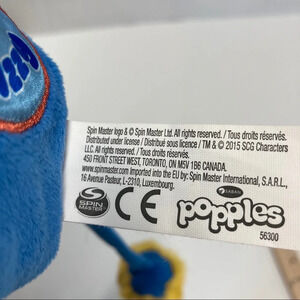 Spin Master logo & © Spin Master Ltd. All rights reserved. / Tous droits réservés.
Distributed under license / Distribué sous licence / TM & © 2015 SCG Characters
LLC. All rights reserved. / Tous droits réservés.
450 FRONT STREET WEST, TORONTO, ON M5V 1B6 CANADA.
www.spinmaster.com Imported into the EU by: Spin Master International, S.A.R.L,
16 Avenue Pasteur, L-2310, Luxembourg.
SPIN
MASTER
SABAN
popples
56300